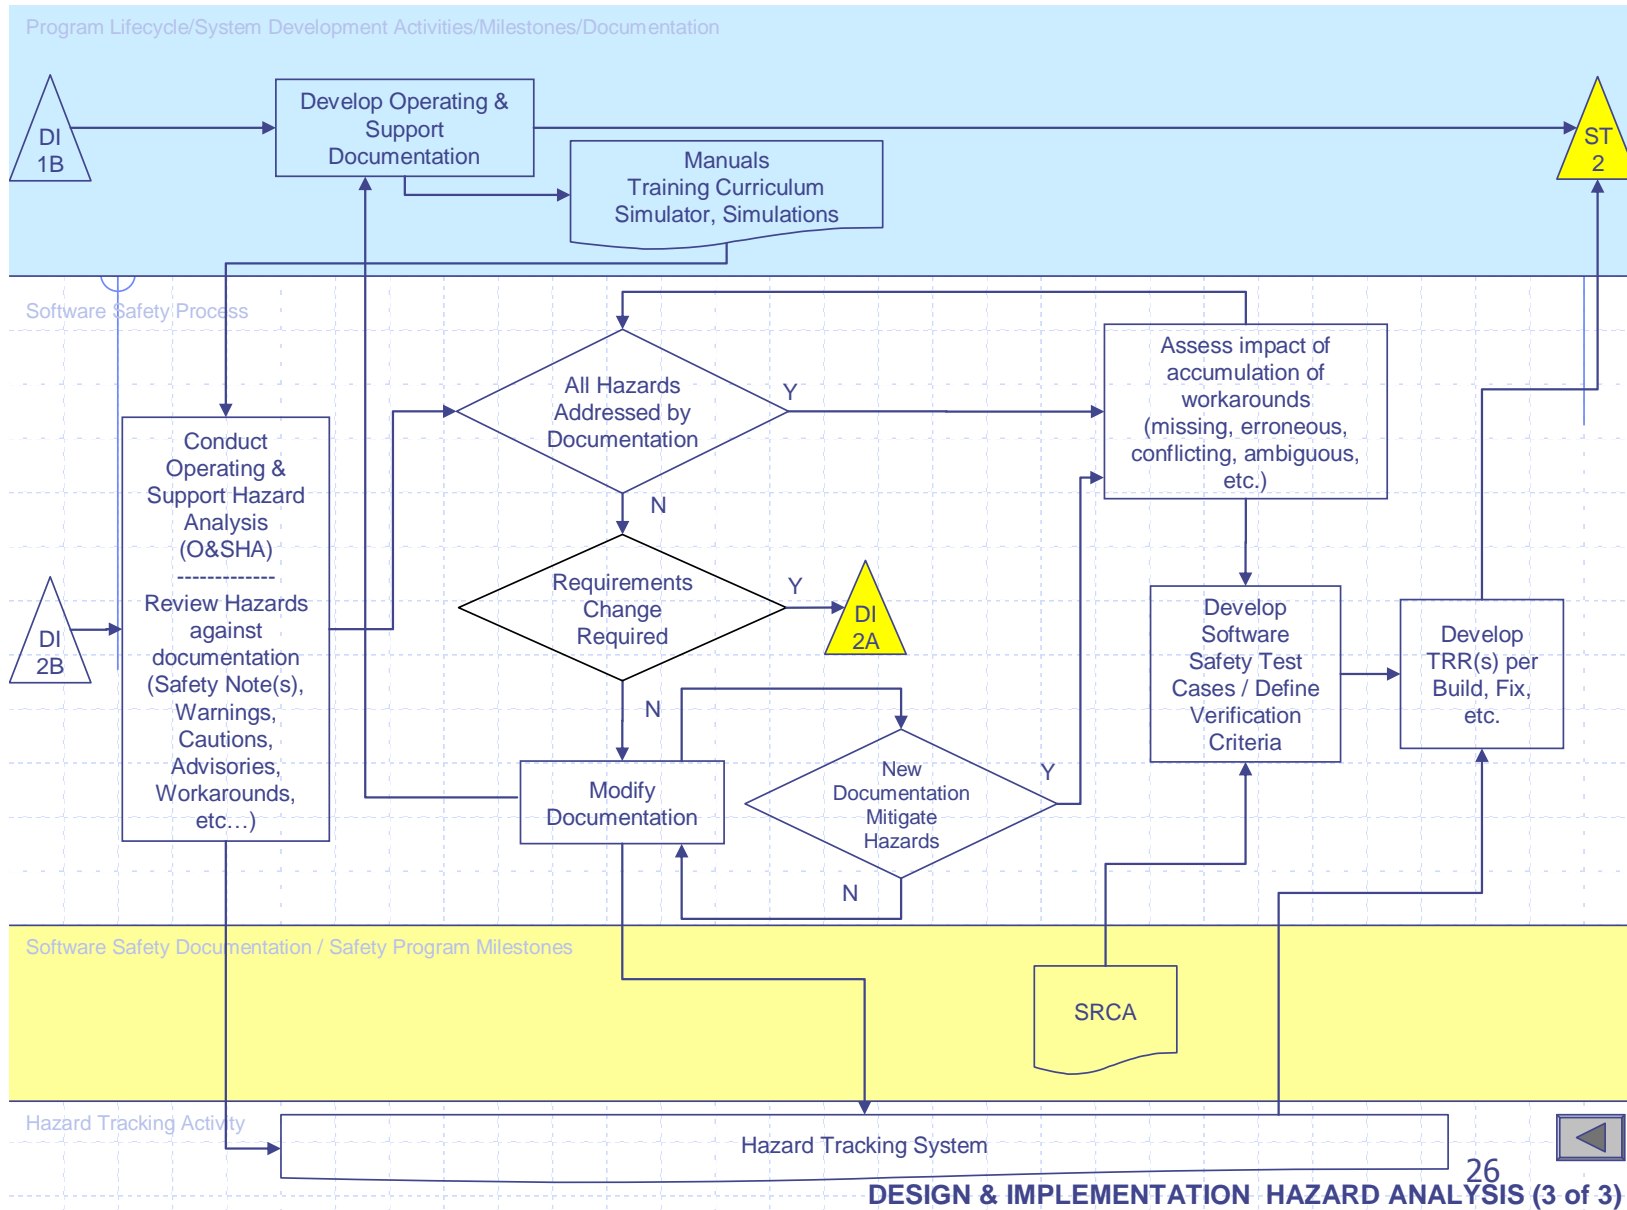 Program Lifecycle/System Development Activities/Milestones/Documentation
DI
1B
Develop Operating &
Support
Documentation
Manuals
Training Curriculum
Simulator, Simulations
ST
2
Software Safety Process
All Hazards
Addressed by
Documentation
Y
N
Assess impact of
accumulation of
workarounds
(missing, erroneous,
conflicting, ambiguous,
etc.)
Conduct
Operating &
Support Hazard
Analysis
(O&SHA)
-------------
Review Hazards
against
documentation
(Safety Note(s),
Warnings,
Cautions,
Advisories,
Workarounds,
etc…)
DI
2B
Requirements
Change
Required
Y
N
DI
2A
Develop
Software
Safety Test
Cases / Define
Verification
Criteria
Develop
TRR(s) per
Build, Fix,
etc.
Modify
Documentation
New
Documentation
Mitigate
Hazards
Y
N
Software Safety Documentation / Safety Program Milestones
SRCA
Hazard Tracking Activity
Hazard Tracking System
26
DESIGN & IMPLEMENTATION HAZARD ANALYSIS (3 of 3)